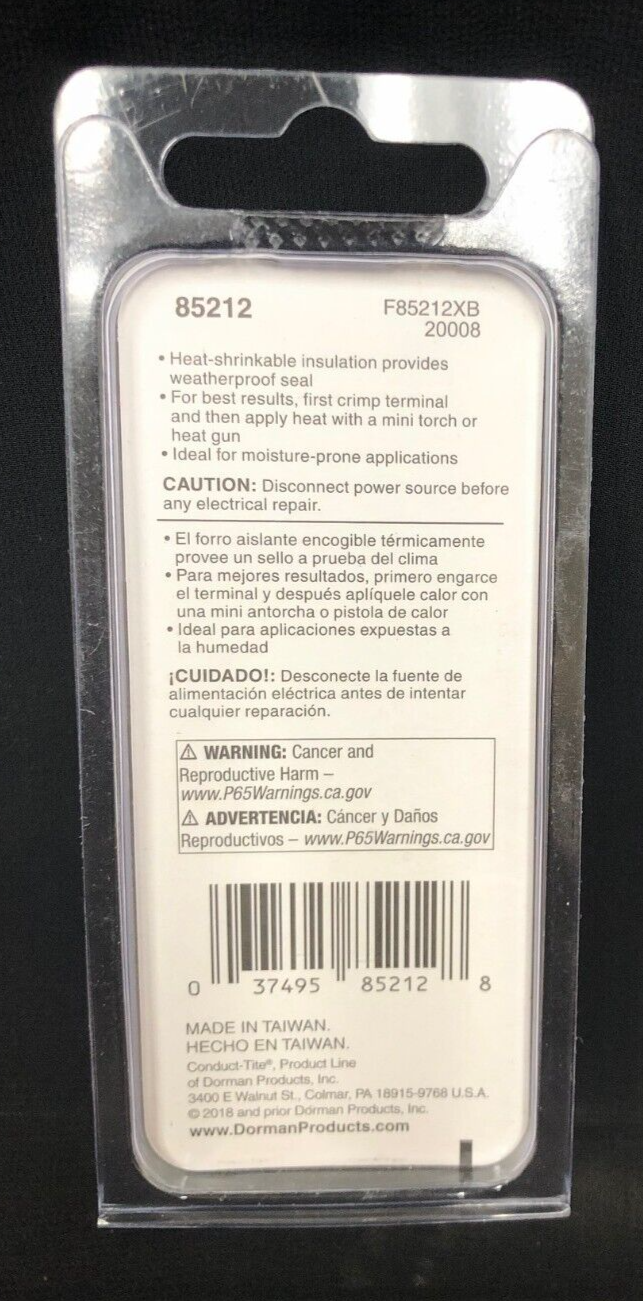 85212 F85212XB
20008
• Heat-shrinkable insulation provides
weatherproof seal
• For best results, first crimp terminal
and then apply heat with a mini torch or
heat gun
• Ideal for moisture-prone applications
CAUTION: Disconnect power source before
any electrical repair.
• El forro aislante encogible térmicamente
provee un sello a prueba del clima
• Para mejores resultados, primero engarce
el terminal y después aplíquele calor con
una mini antorcha o pistola de calor
• Ideal para aplicaciones expuestas a
la humedad
¡CUIDADO!: Desconecte la fuente de
alimentación eléctrica antes de intentar
cualquier reparación.
⚠ WARNING: Cancer and
Reproductive Harm –
www.P65Warnings.ca.gov
⚠ ADVERTENCIA: Cáncer y Daños
Reproductivos – www.P65Warnings.ca.gov
0 37495 85212 8
MADE IN TAIWAN.
HECHO EN TAIWAN.
Conduct-Tite®, Product Line
of Dorman Products, Inc.
3400 E Walnut St., Colmar, PA 18915-9768 U.S.A.
© 2018 and prior Dorman Products, Inc.
www.DormanProducts.com